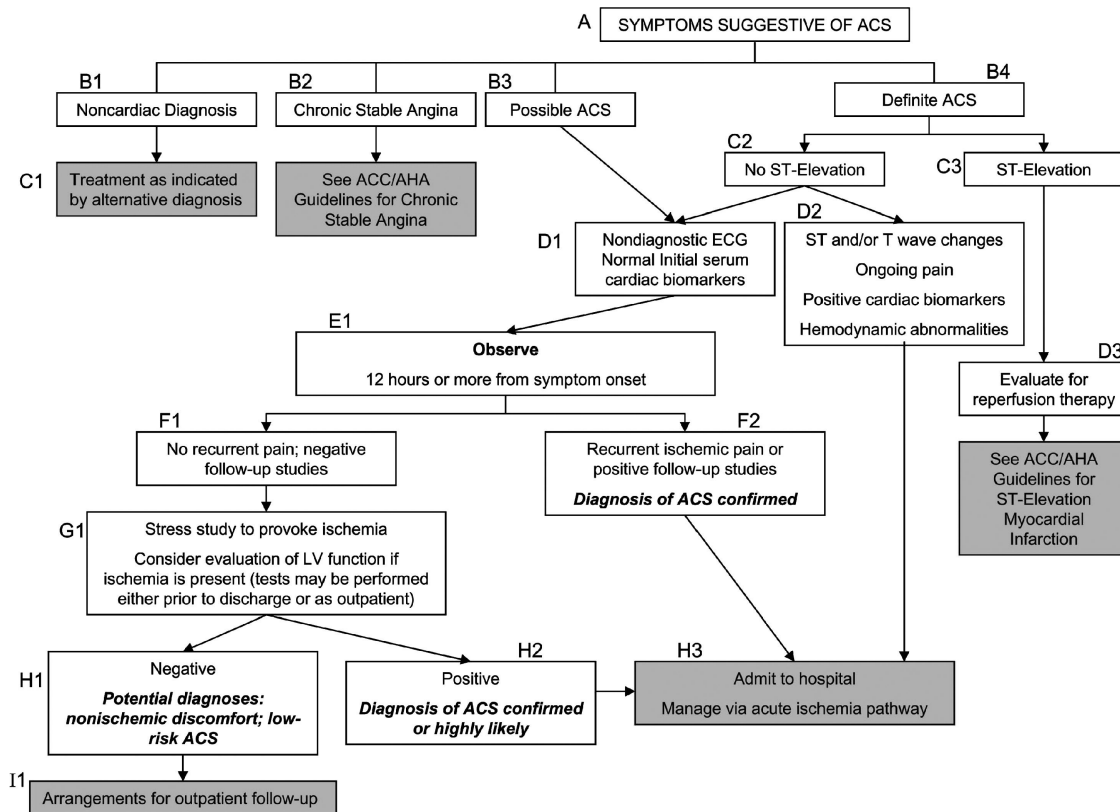 A
SYMPTOMS SUGGESTIVE OF ACS
B1
B2
B3
B4
Noncardiac Diagnosis
Chronic Stable Angina
Possible ACS
Definite ACS
C1
Treatment as indicated
by alternative diagnosis
See ACC/AHA
Guidelines for Chronic
Stable Angina
C2
No ST-Elevation
C3
ST-Elevation
D1
Nondiagnostic ECG
Normal Initial serum
cardiac biomarkers
D2
ST and/or T wave changes
Ongoing pain
Positive cardiac biomarkers
Hemodynamic abnormalities
D3
Evaluate for
reperfusion therapy
See ACC/AHA
Guidelines for
ST-Elevation
Myocardial
Infarction
E1
Observe
12 hours or more from symptom onset
F1
No recurrent pain; negative
follow-up studies
F2
Recurrent ischemic pain or
positive follow-up studies
Diagnosis of ACS confirmed
G1
Stress study to provoke ischemia
Consider evaluation of LV function if
ischemia is present (tests may be performed
either prior to discharge or as outpatient)
H1
Negative
Potential diagnoses:
nonischemic discomfort; low-
risk ACS
H2
Positive
Diagnosis of ACS confirmed
or highly likely
H3
Admit to hospital
Manage via acute ischemia pathway
I1
Arrangements for outpatient follow-up